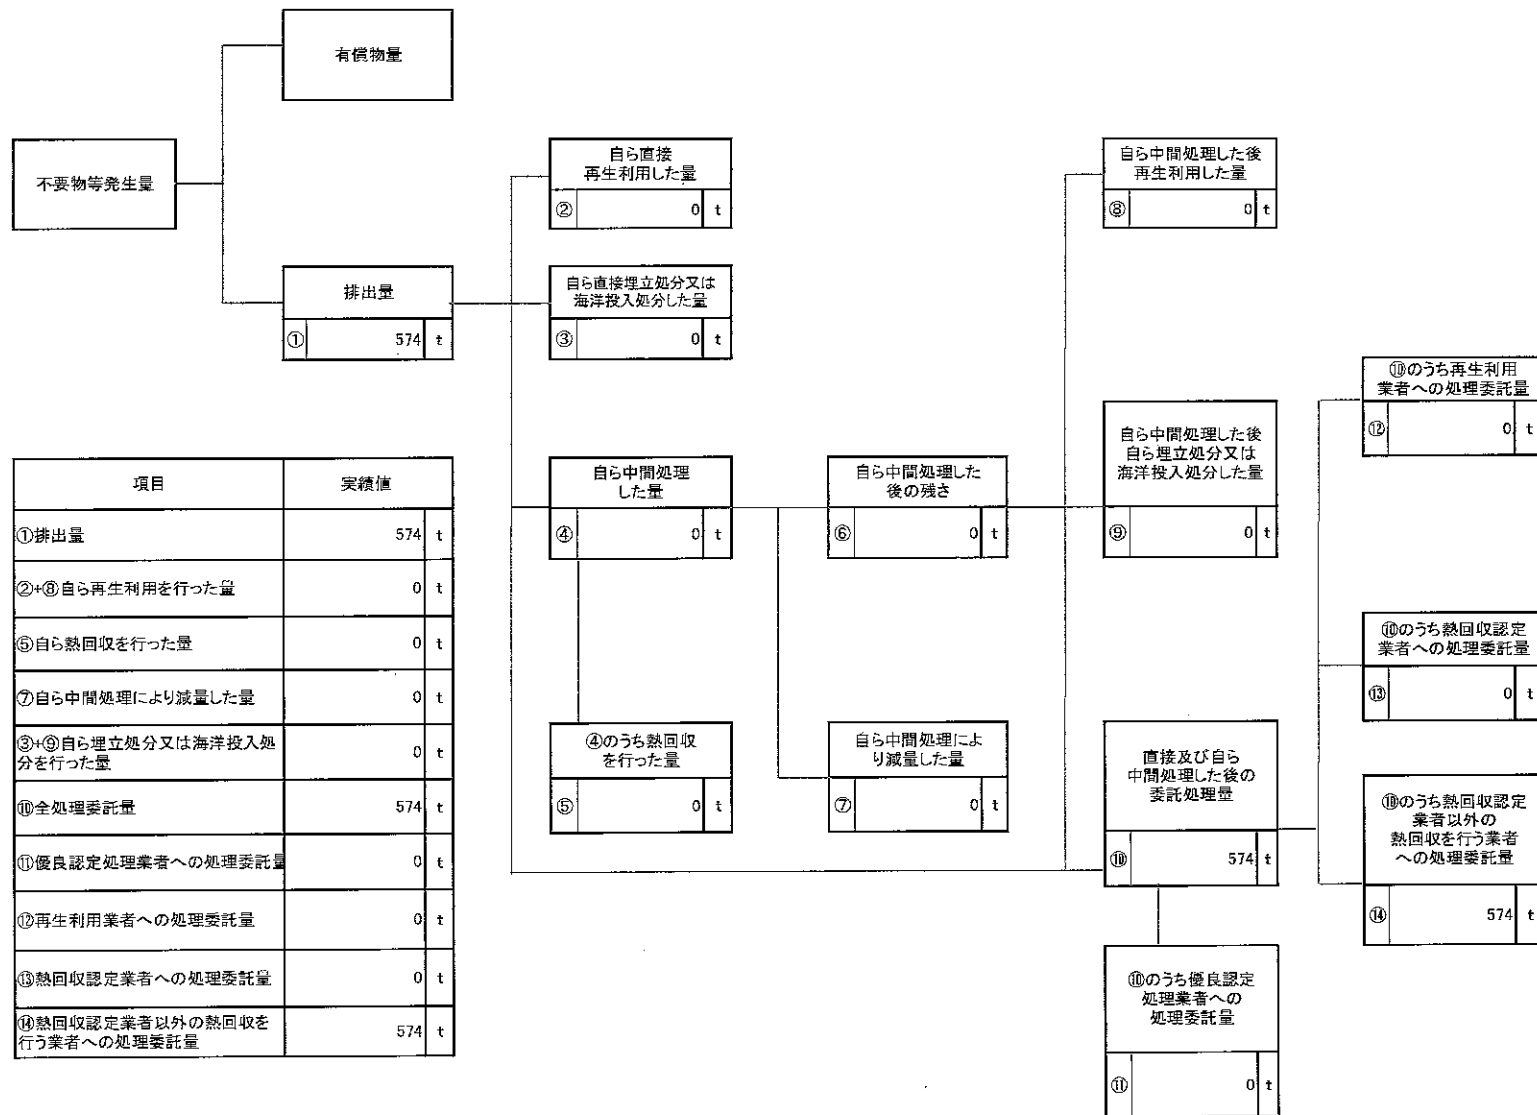 有償物量
不要物等発生量
排出量
① 574 t
自ら直接
再生利用した量
② 0 t
自ら直接埋立処分又は
海洋投入処分した量
③ 0 t
自ら中間処理
した量
④ 0 t
④のうち熱回収
を行った量
⑤ 0 t
自ら中間処理した
後の残さ
⑥ 0 t
自ら中間処理によ
り減量した量
⑦ 0 t
自ら中間処理した後
再生利用した量
⑧ 0 t
自ら中間処理した後
自ら埋立処分又は
海洋投入処分した量
⑨ 0 t
直接及び自ら
中間処理した後の
委託処理量
⑩ 574 t
⑩のうち優良認定
処理業者への
処理委託量
⑪ 0 t
⑩のうち再生利用
業者への処理委託量
⑫ 0 t
⑩のうち熱回収認定
業者への処理委託量
⑬ 0 t
⑩のうち熱回収認定
業者以外の
熱回収を行う業者
への処理委託量
⑭ 574 t
項目 実績値
①排出量 574 t
②+⑧自ら再生利用を行った量 0 t
⑤自ら熱回収を行った量 0 t
⑦自ら中間処理により減量した量 0 t
③+⑨自ら埋立処分又は海洋投入処
分を行った量 0 t
⑩全処理委託量 574 t
⑪優良認定処理業者への処理委託量 0 t
⑫再生利用業者への処理委託量 0 t
⑬熱回収認定業者への処理委託量 0 t
⑭熱回収認定業者以外の熱回収を
行う業者への処理委託量 574 t